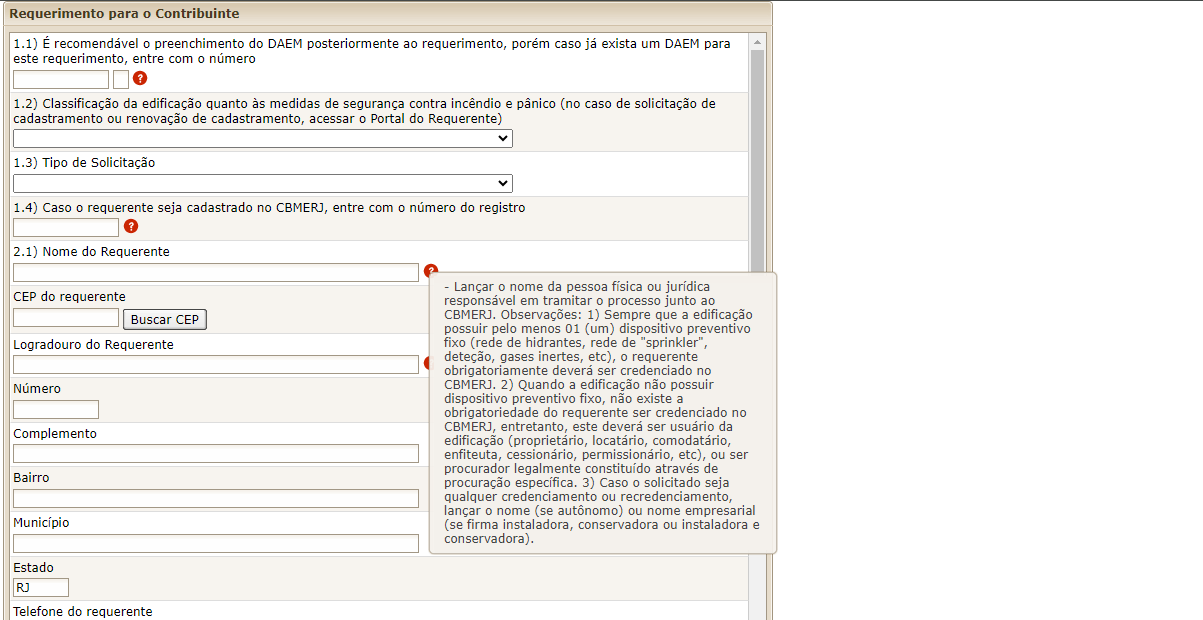 Requerimento para o Contribuinte
1.1) É recomendável o preenchimento do DAEM posteriormente ao requerimento, porém caso já exista um DAEM para
este requerimento, entre com o número
?
1.2) Classificação da edificação quanto às medidas de segurança contra incêndio e pânico (no caso de solicitação de
cadastramento ou renovação de cadastramento, acessar o Portal do Requerente)
1.3) Tipo de Solicitação
1.4) Caso o requerente seja cadastrado no CBMERJ, entre com o número do registro
?
2.1) Nome do Requerente
?
CEP do requerente
Buscar CEP
Logradouro do Requerente
Número
Complemento
Bairro
Município
Estado
RJ
Telefone do requerente
- Lançar o nome da pessoa física ou jurídica
responsável em tramitar o processo junto ao
CBMERJ. Observações: 1) Sempre que a edificação
possuir pelo menos 01 (um) dispositivo preventivo
fixo (rede de hidrantes, rede de "sprinkler",
deteção, gases inertes, etc), o requerente
obrigatoriamente deverá ser credenciado no
CBMERJ. 2) Quando a edificação não possuir
dispositivo preventivo fixo, não existe a
obrigatoriedade do requerente ser credenciado no
CBMERJ, entretanto, este deverá ser usuário da
edificação (proprietário, locatário, comodatário,
enfiteuta, cessionário, permissionário, etc), ou ser
procurador legalmente constituído através de
procuração específica. 3) Caso o solicitado seja
qualquer credenciamento ou recredenciamento,
lançar o nome (se autônomo) ou nome empresarial
(se firma instaladora, conservadora ou instaladora e
conservadora).